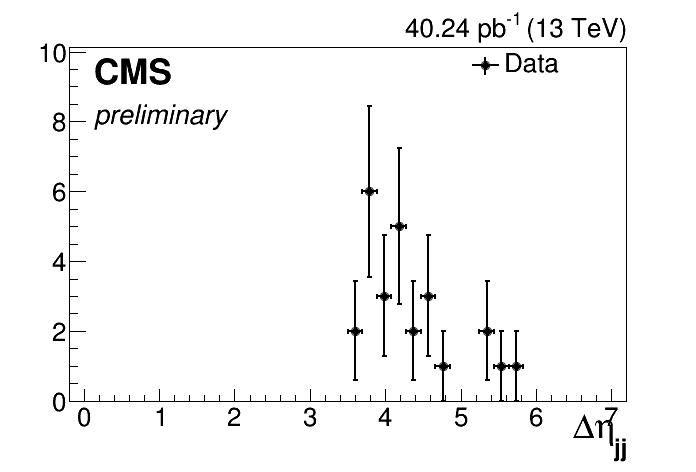 40.24 pb⁻¹ (13 TeV)
10
CMS
Data
preliminary
8
6
4
2
0
0 1 2 3 4 5 6 7
Δη_jj